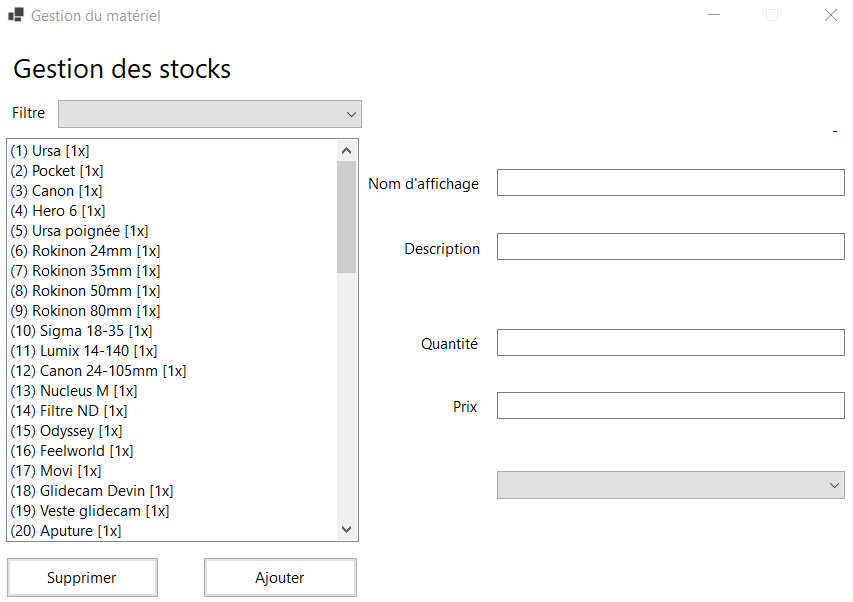 Gestion du matériel
Gestion des stocks
Filtre
-
(1) Ursa [1x]
(2) Pocket [1x]
(3) Canon [1x]
(4) Hero 6 [1x]
(5) Ursa poignée [1x]
(6) Rokinon 24mm [1x]
(7) Rokinon 35mm [1x]
(8) Rokinon 50mm [1x]
(9) Rokinon 80mm [1x]
(10) Sigma 18-35 [1x]
(11) Lumix 14-140 [1x]
(12) Canon 24-105mm [1x]
(13) Nucleus M [1x]
(14) Filtre ND [1x]
(15) Odyssey [1x]
(16) Feelworld [1x]
(17) Movi [1x]
(18) Glidecam Devin [1x]
(19) Veste glidecam [1x]
(20) Aputure [1x]
Nom d'affichage
Description
Quantité
Prix
Supprimer
Ajouter